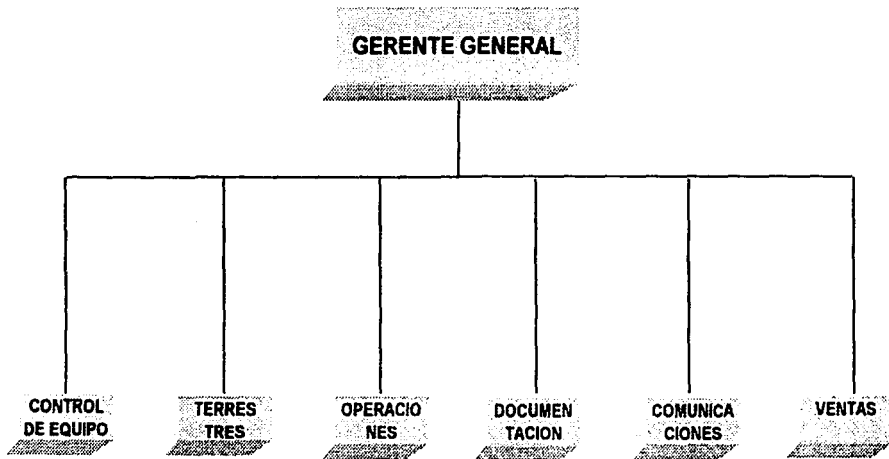 GERENTE GENERAL
CONTROL
DE EQUIPO
TERRES
TRES
OPERACIO
NES
DOCUMEN
TACION
COMUNICA
CIONES
VENTAS